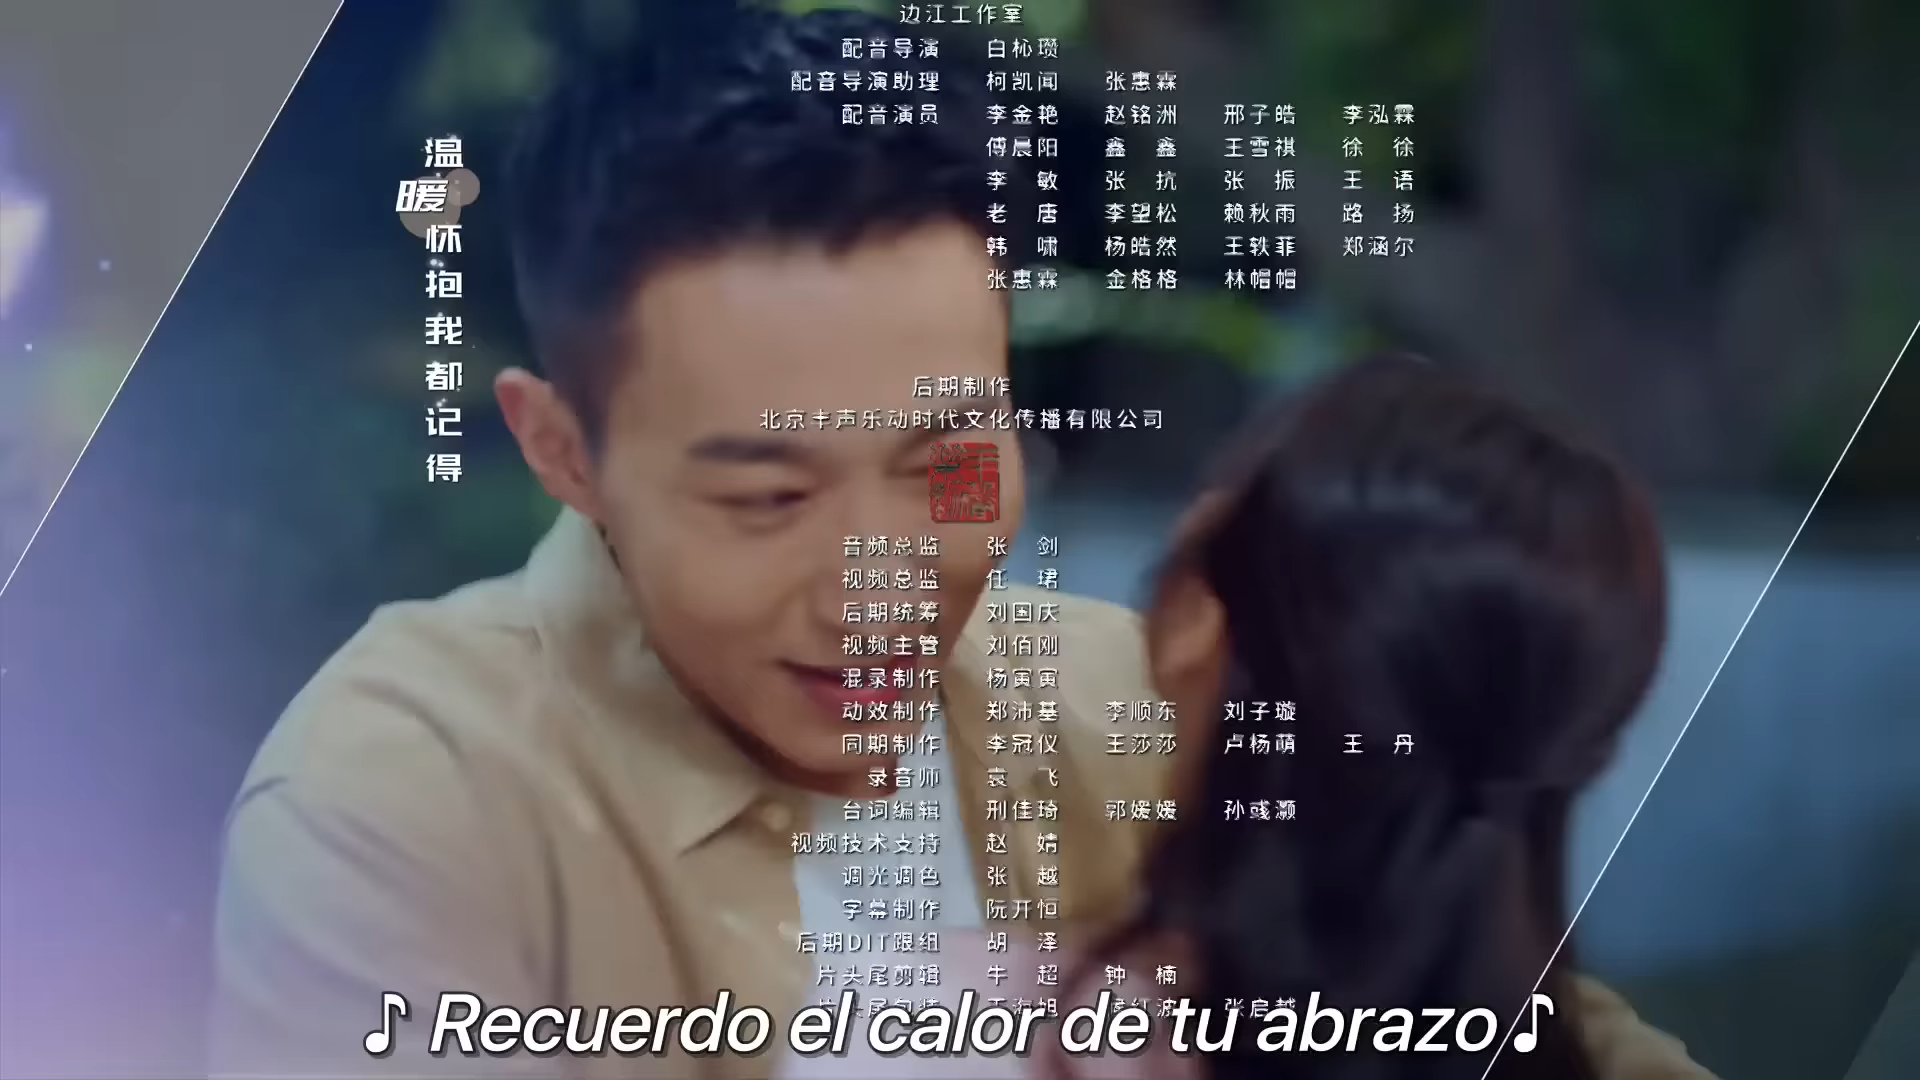 边江工作室
配音导演 白杺瓒
配音导演助理 柯凯闻 张惠霖
配音演员 李金艳 赵铭洲 邢子皓 李泓霖
傅晨阳 鑫鑫 王雪祺 徐徐
李敏 张抗 张振 王语
老唐 李望松 赖秋雨 路扬
韩啸 杨皓然 王轶菲 郑涵尔
张惠霖 金格格 林帽帽
温暖怀抱我都记得
后期制作
北京丰声乐动时代文化传播有限公司
音频总监 张剑
视频总监 任珺
后期统筹 刘国庆
视频主管 刘佰刚
混录制作 杨寅寅
动效制作 郑沛基 李顺东 刘子璇
同期制作 李冠仪 王莎莎 卢杨萌 王丹
录音师 袁飞
台词编辑 刑佳琦 郭媛媛 孙彧灏
视频技术支持 赵婧
调光调色 张越
字幕制作 阮开恒
后期DIT跟组 胡泽
片头尾剪辑 牛超 钟楠
片头尾包装 张启越
♪ Recuerdo el calor de tu abrazo ♪